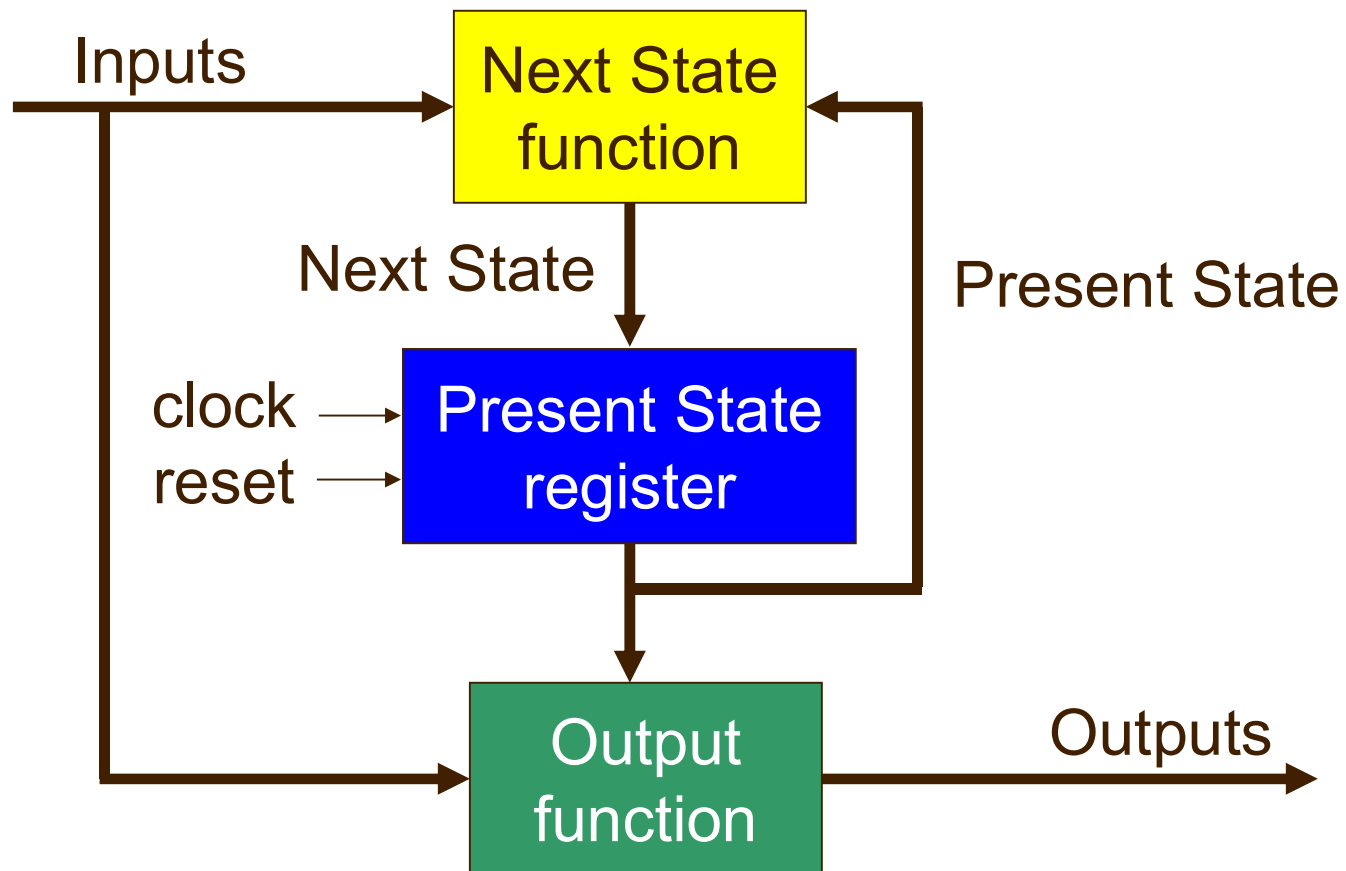 Inputs
Next State
function
Next State
Present State
clock
reset
Present State
register
Output
function
Outputs